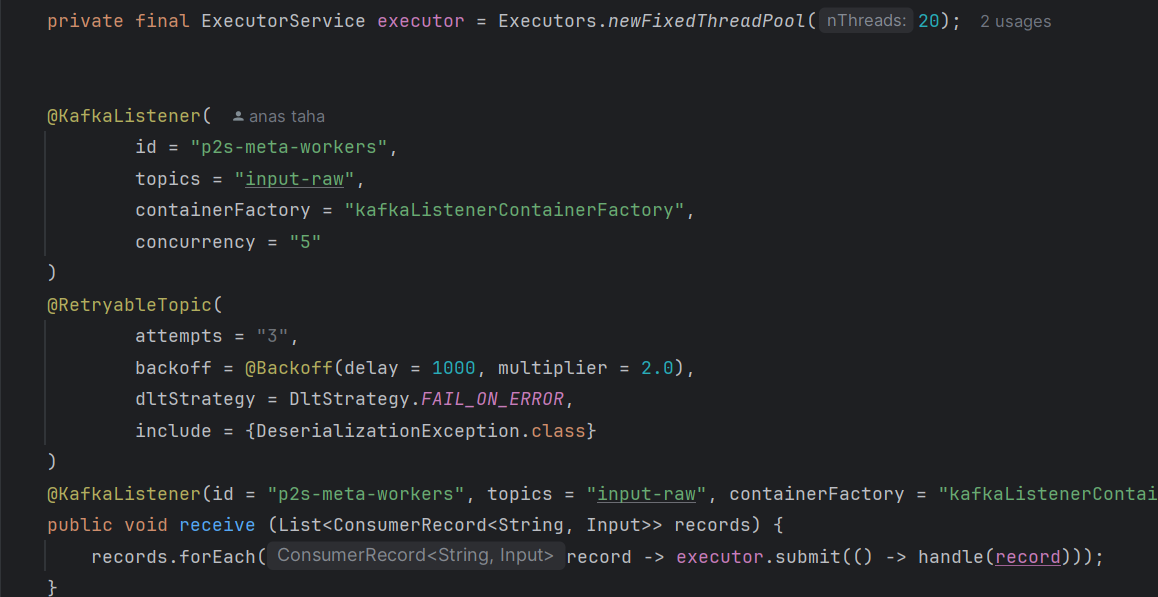 private final ExecutorService executor = Executors.newFixedThreadPool( nThreads: 20);  2 usages
@KafkaListener(  anas taha
id = "p2s-meta-workers",
topics = "input-raw",
containerFactory = "kafkaListenerContainerFactory",
concurrency = "5"
)
@RetryableTopic(
attempts = "3",
backoff = @Backoff(delay = 1000, multiplier = 2.0),
dltStrategy = DltStrategy.FAIL_ON_ERROR,
include = {DeserializationException.class}
)
@KafkaListener(id = "p2s-meta-workers", topics = "input-raw", containerFactory = "kafkaListenerContai
public void receive (List<ConsumerRecord<String, Input>> records) {
records.forEach( ConsumerRecord<String, Input> record -> executor.submit(() -> handle(record)));
}